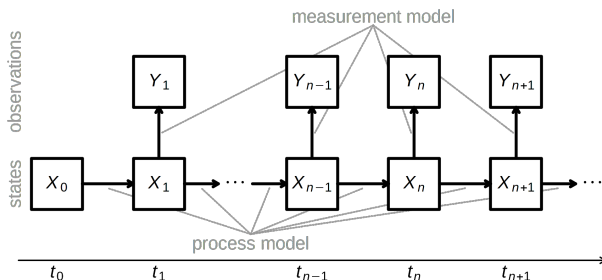 measurement model
observations
Y1 Yn−1 Yn Yn+1
states
X0 X1 ... Xn−1 Xn Xn+1 ...
process model
t0 t1 tn−1 tn tn+1